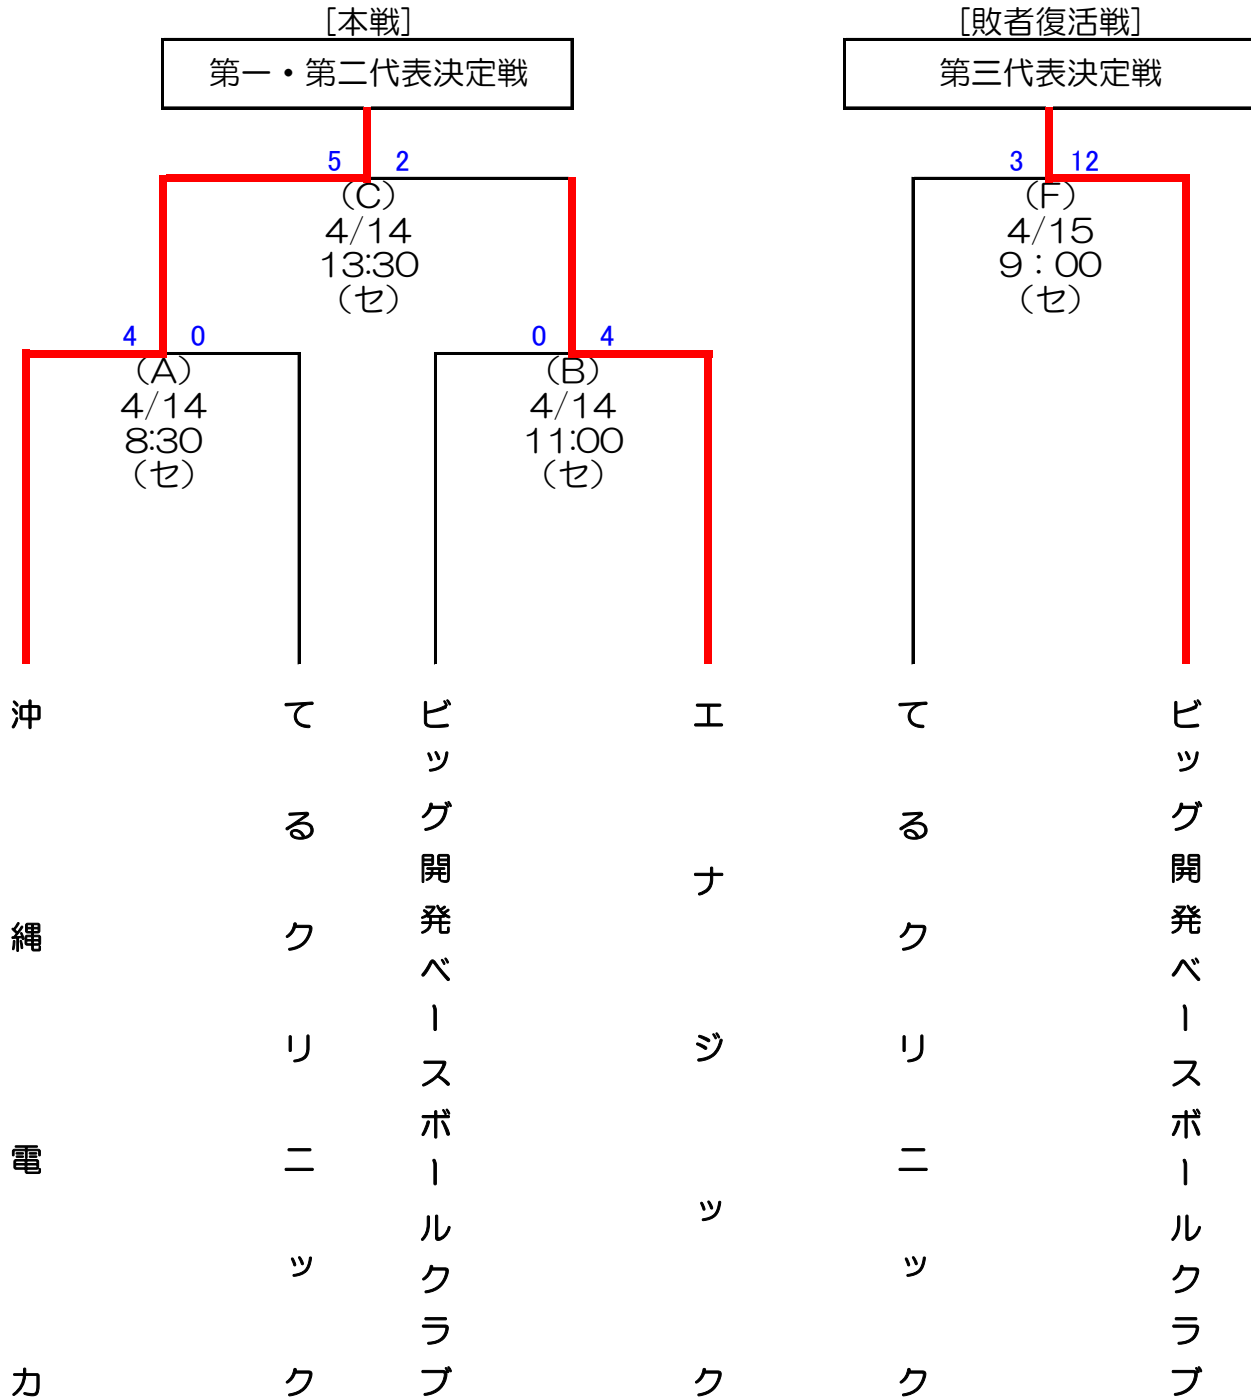 [本戦]
第一・第二代表決定戦
5 2
(C)
4/14
13:30
(セ)
4 0
(A)
4/14
8:30
(セ)
0 4
(B)
4/14
11:00
(セ)
沖縄電力
てるクリニック
ビッグ開発ベースボールクラブ
エナジック
[敗者復活戦]
第三代表決定戦
3 12
(F)
4/15
9：00
(セ)
てるクリニック
ビッグ開発ベースボールクラブ